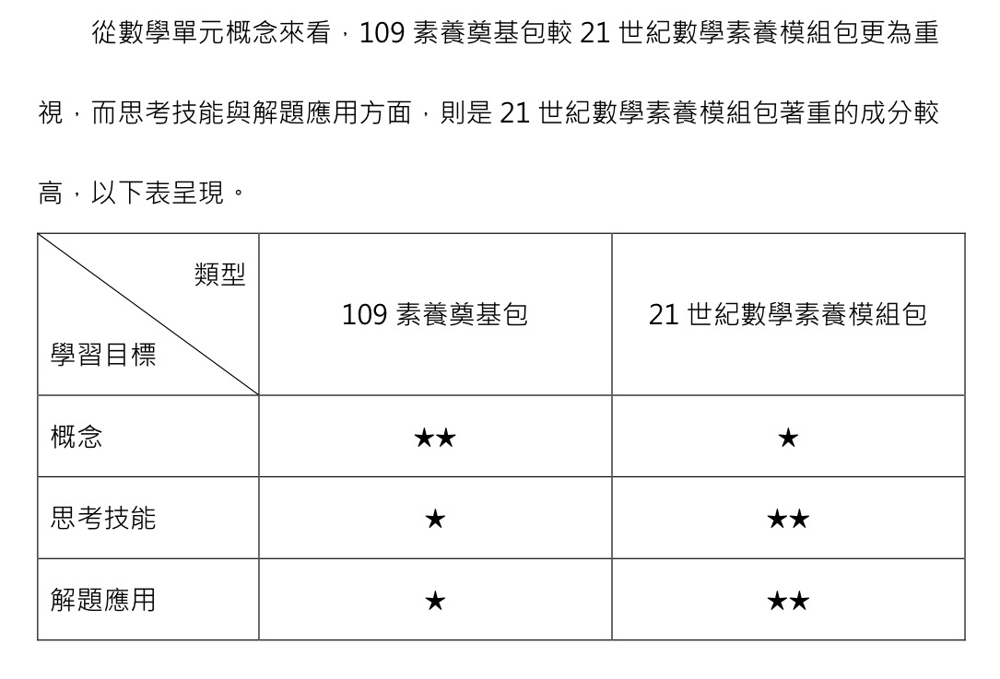 從數學單元概念來看，109 素養奠基包較 21 世紀數學素養模組包更為重
視，而思考技能與解題應用方面，則是 21 世紀數學素養模組包著重的成分較
高，以下表呈現。
類型
學習目標
109 素養奠基包
21 世紀數學素養模組包
概念
★★
★
思考技能
★
★★
解題應用
★
★★